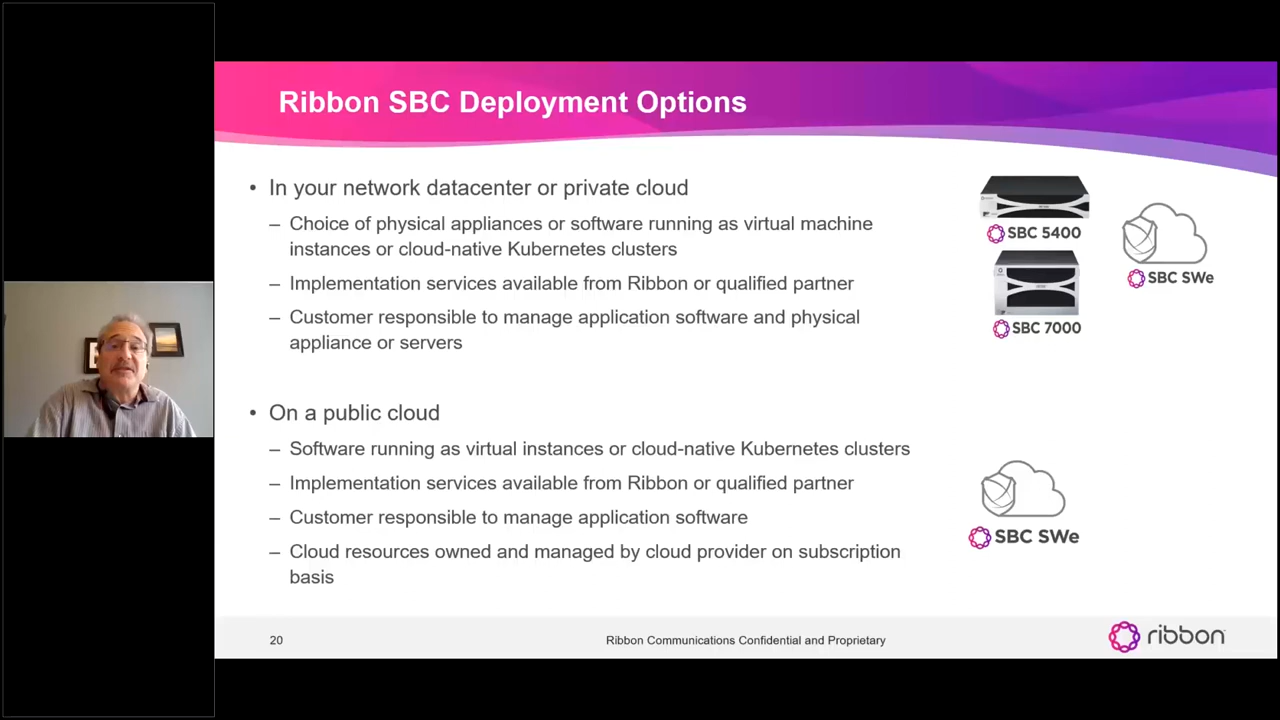 Ribbon SBC Deployment Options
• In your network datacenter or private cloud
– Choice of physical appliances or software running as virtual machine
instances or cloud-native Kubernetes clusters
– Implementation services available from Ribbon or qualified partner
– Customer responsible to manage application software and physical
appliance or servers
SBC 5400
SBC SWe
SBC 7000
• On a public cloud
– Software running as virtual instances or cloud-native Kubernetes clusters
– Implementation services available from Ribbon or qualified partner
– Customer responsible to manage application software
– Cloud resources owned and managed by cloud provider on subscription
basis
SBC SWe
20
Ribbon Communications Confidential and Proprietary
ribbon